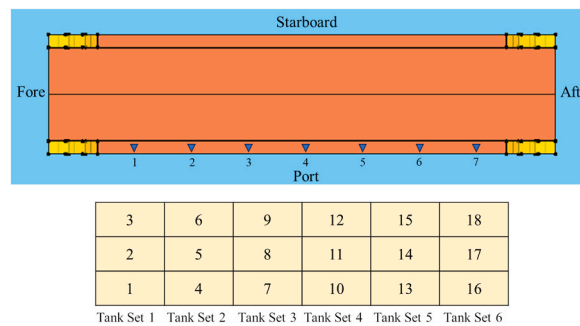 Starboard
Fore
Aft
1 2 3 4 5 6 7
Port
3 6 9 12 15 18
2 5 8 11 14 17
1 4 7 10 13 16
Tank Set 1 Tank Set 2 Tank Set 3 Tank Set 4 Tank Set 5 Tank Set 6